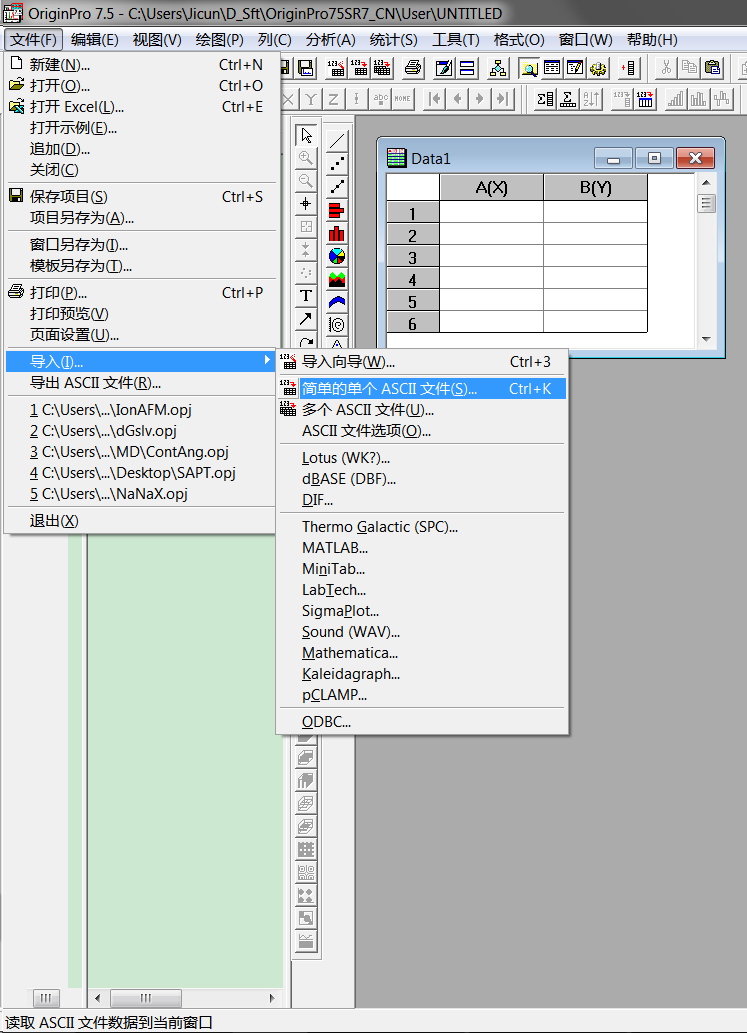 OriginPro 7.5 - C:\Users\Jicun\D_Sft\OriginPro75SR7_CN\User\UNTITLED
文件(F) 编辑(E) 视图(V) 绘图(P) 列(C) 分析(A) 统计(S) 工具(T) 格式(O) 窗口(W) 帮助(H)
新建(N)... Ctrl+N
打开(O)... Ctrl+O
打开 Excel(L)... Ctrl+E
打开示例(E)...
追加(D)...
关闭(C)
保存项目(S) Ctrl+S
项目另存为(A)...
窗口另存为(I)...
模板另存为(T)...
打印(P)... Ctrl+P
打印预览(V)
页面设置(U)...
导入(I)...
导出 ASCII 文件(R)...
1 C:\Users\...\IonAFM.opj
2 C:\Users\...\dGslv.opj
3 C:\Users\...\MD\ContAng.opj
4 C:\Users\...\Desktop\SAPT.opj
5 C:\Users\...\NaNaX.opj
退出(X)
X Y Z abc NONE
T
Data1
A(X) B(Y)
1
2
3
4
5
6
导入向导(W)... Ctrl+3
简单的单个 ASCII 文件(S)... Ctrl+K
多个 ASCII 文件(U)...
ASCII 文件选项(O)...
Lotus (WK?)...
dBASE (DBF)...
DIF...
Thermo Galactic (SPC)...
MATLAB...
MiniTab...
LabTech...
SigmaPlot...
Sound (WAV)...
Mathematica...
Kaleidagraph...
pCLAMP...
ODBC...
读取 ASCII 文件数据到当前窗口